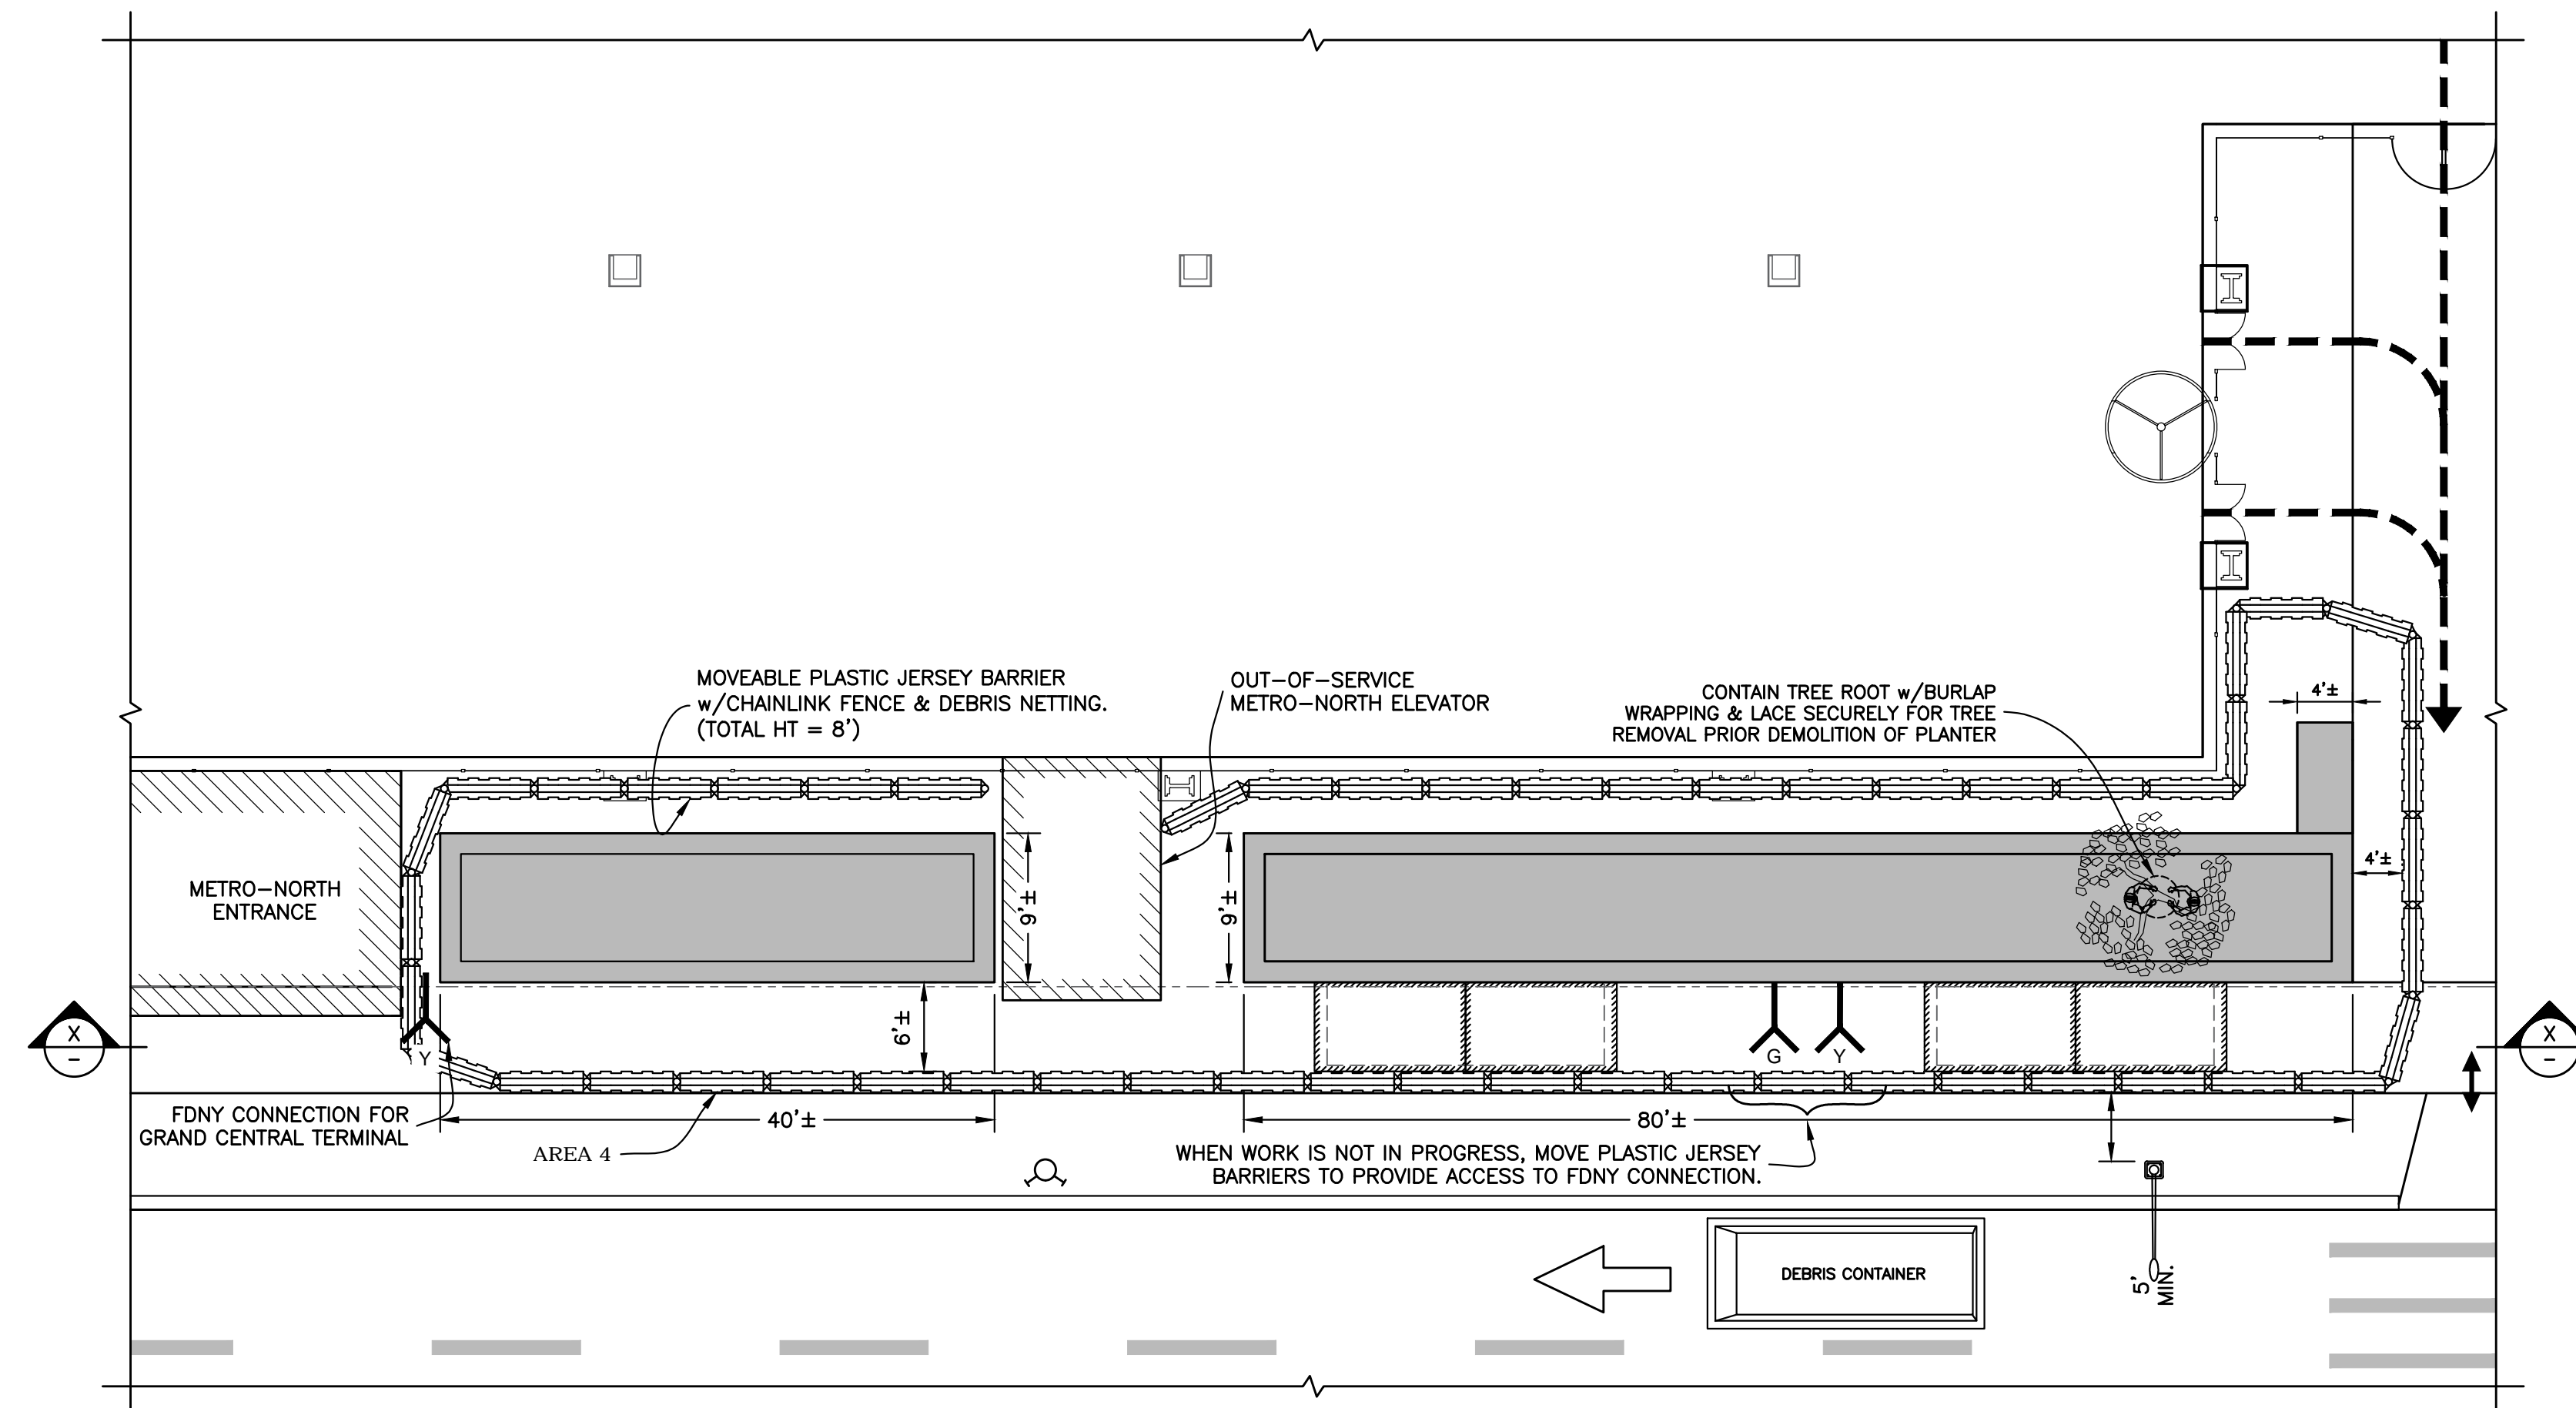 MOVEABLE PLASTIC JERSEY BARRIER
w/CHAINLINK FENCE & DEBRIS NETTING.
(TOTAL HT = 8')
OUT-OF-SERVICE
METRO-NORTH ELEVATOR
CONTAIN TREE ROOT w/BURLAP
WRAPPING & LACE SECURELY FOR TREE
REMOVAL PRIOR DEMOLITION OF PLANTER
4'±
4'±
METRO-NORTH
ENTRANCE
9'±
9'±
6'±
X
-
X
-
Y
G
Y
FDNY CONNECTION FOR
GRAND CENTRAL TERMINAL
40'±
80'±
AREA 4
WHEN WORK IS NOT IN PROGRESS, MOVE PLASTIC JERSEY
BARRIERS TO PROVIDE ACCESS TO FDNY CONNECTION.
DEBRIS CONTAINER
5'
MIN.